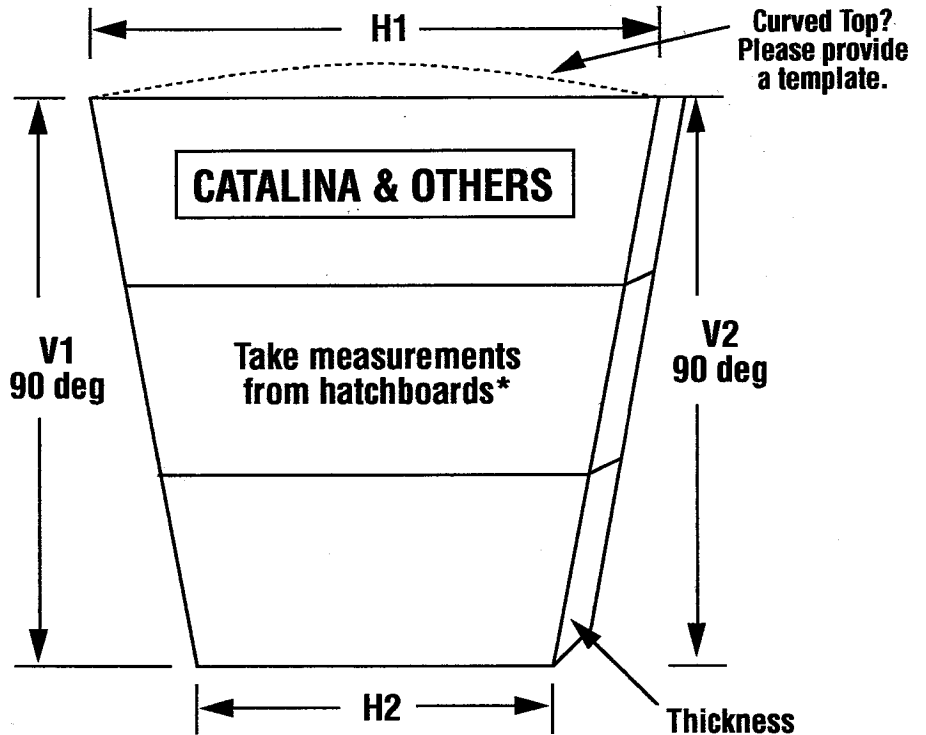 H1
Curved Top?
Please provide
a template.
CATALINA & OTHERS
V1
90 deg
Take measurements
from hatchboards*
V2
90 deg
H2
Thickness